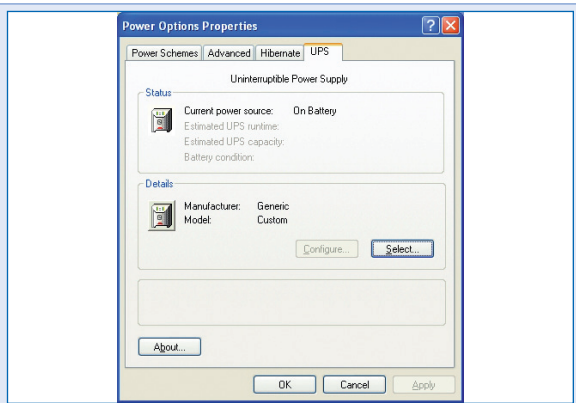 Power Options Properties
Power Schemes Advanced Hibernate UPS
Uninterruptible Power Supply
Status
Current power source: On Battery
Estimated UPS runtime:
Estimated UPS capacity:
Battery condition:
Details
Manufacturer: Generic
Model: Custom
Configure... Select...
About...
OK Cancel Apply